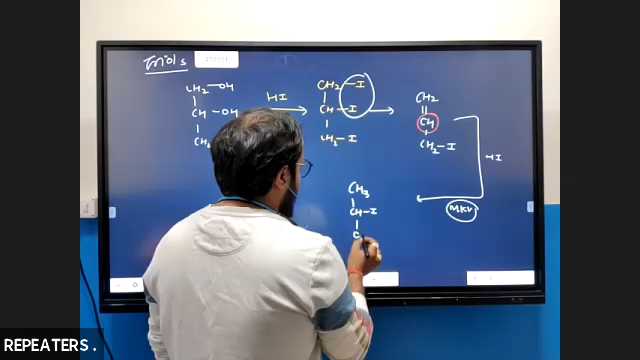 Triols
CH2-OH
CH-OH
CH2
HI
CH2-I
CH-I
CH2-I
CH2
||
CH
CH2-I
HI
MKV
CH3
CH-I
C
REPEATERS .